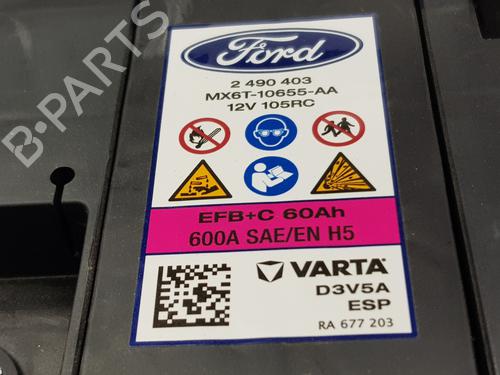 Ford
2 490 403
MX6T-10655-AA
12V 105RC
EFB+C 60Ah
600A SAE/EN H5
VARTA
D3V5A
ESP
RA 677 203
B-PARTS